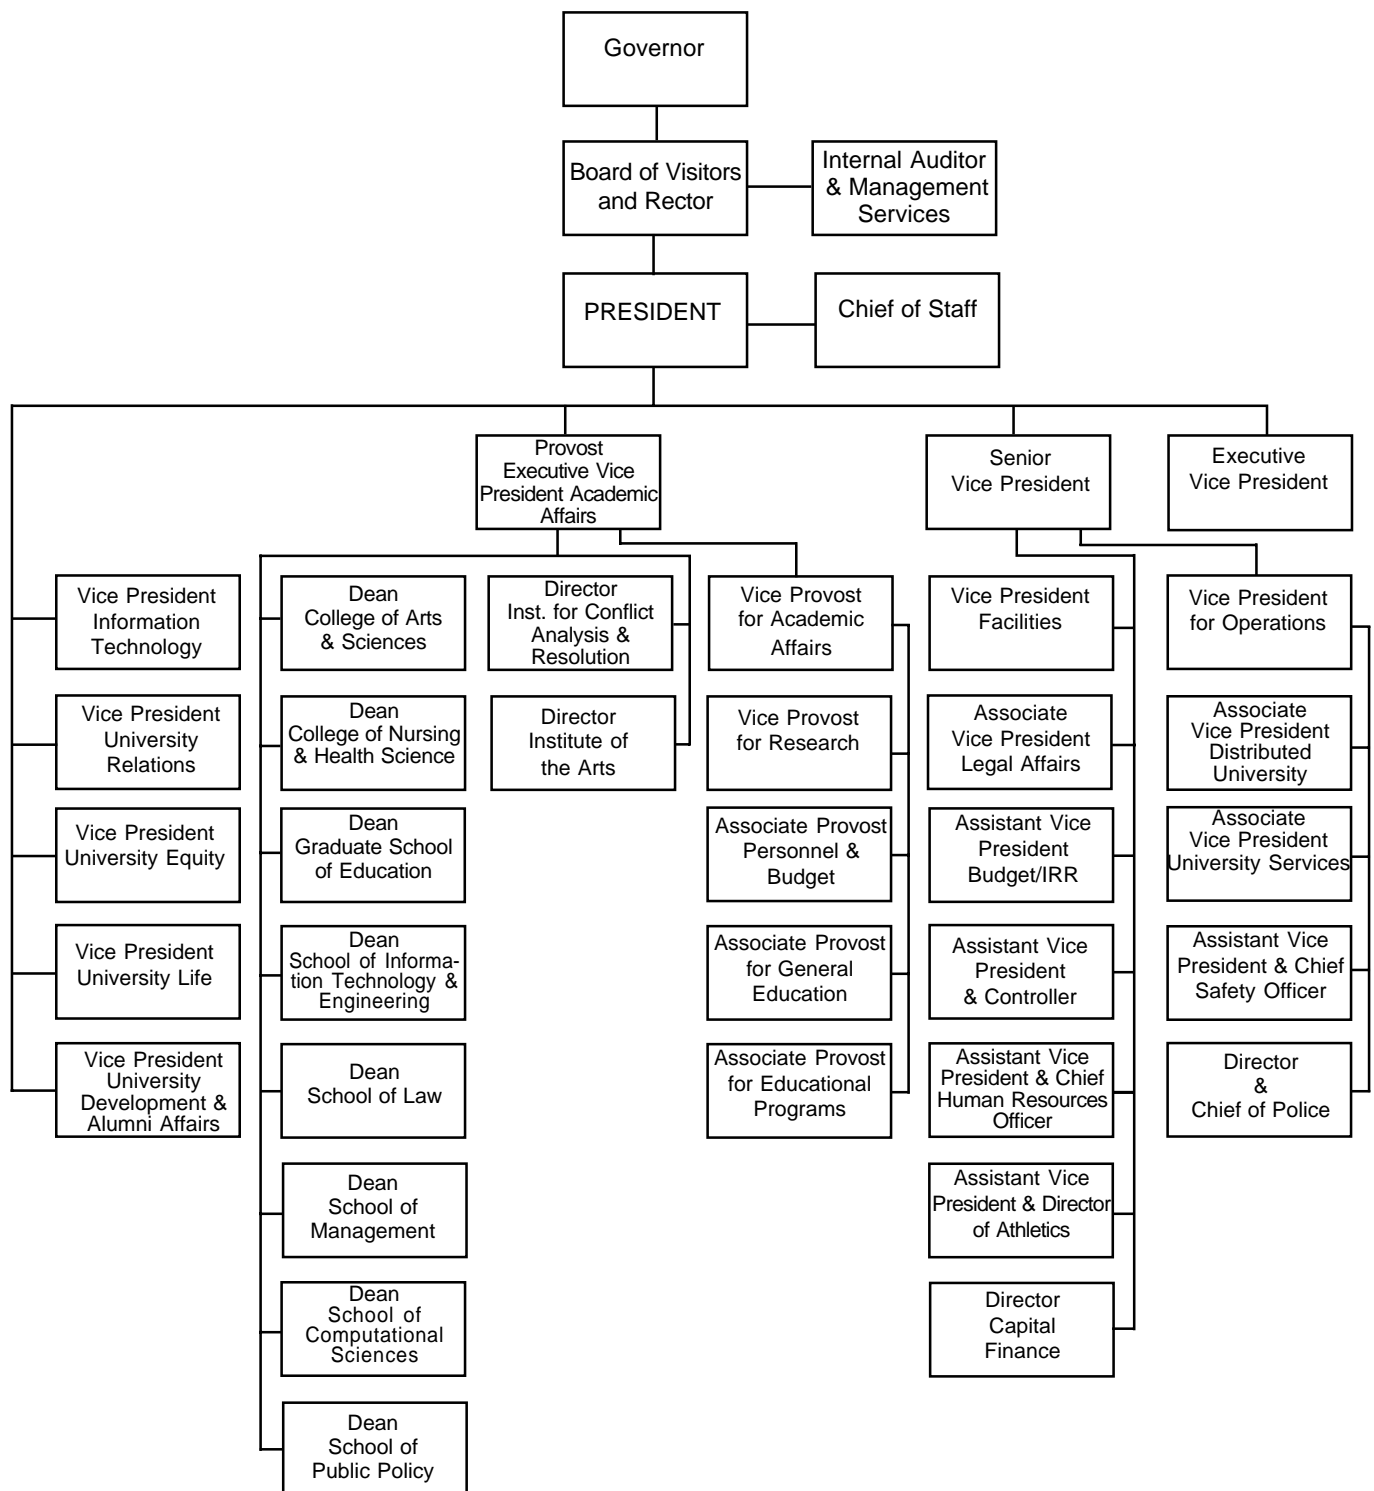 Governor
Board of Visitors
and Rector
Internal Auditor
& Management
Services
PRESIDENT
Chief of Staff
Provost
Executive Vice
President Academic
Affairs
Senior
Vice President
Executive
Vice President
Vice President
Information
Technology
Vice President
University
Relations
Vice President
University Equity
Vice President
University Life
Vice President
University
Development &
Alumni Affairs
Dean
College of Arts
& Sciences
Dean
College of Nursing
& Health Science
Dean
Graduate School
of Education
Dean
School of Informa-
tion Technology &
Engineering
Dean
School of Law
Dean
School of
Management
Dean
School of
Computational
Sciences
Dean
School of
Public Policy
Director
Inst. for Conflict
Analysis &
Resolution
Director
Institute of
the Arts
Vice Provost
for Academic
Affairs
Vice Provost
for Research
Associate Provost
Personnel &
Budget
Associate Provost
for General
Education
Associate Provost
for Educational
Programs
Vice President
Facilities
Associate
Vice President
Legal Affairs
Assistant Vice
President
Budget/IRR
Assistant Vice
President
& Controller
Assistant Vice
President & Chief
Human Resources
Officer
Assistant Vice
President & Director
of Athletics
Director
Capital
Finance
Vice President
for Operations
Associate
Vice President
Distributed
University
Associate
Vice President
University Services
Assistant Vice
President & Chief
Safety Officer
Director
&
Chief of Police